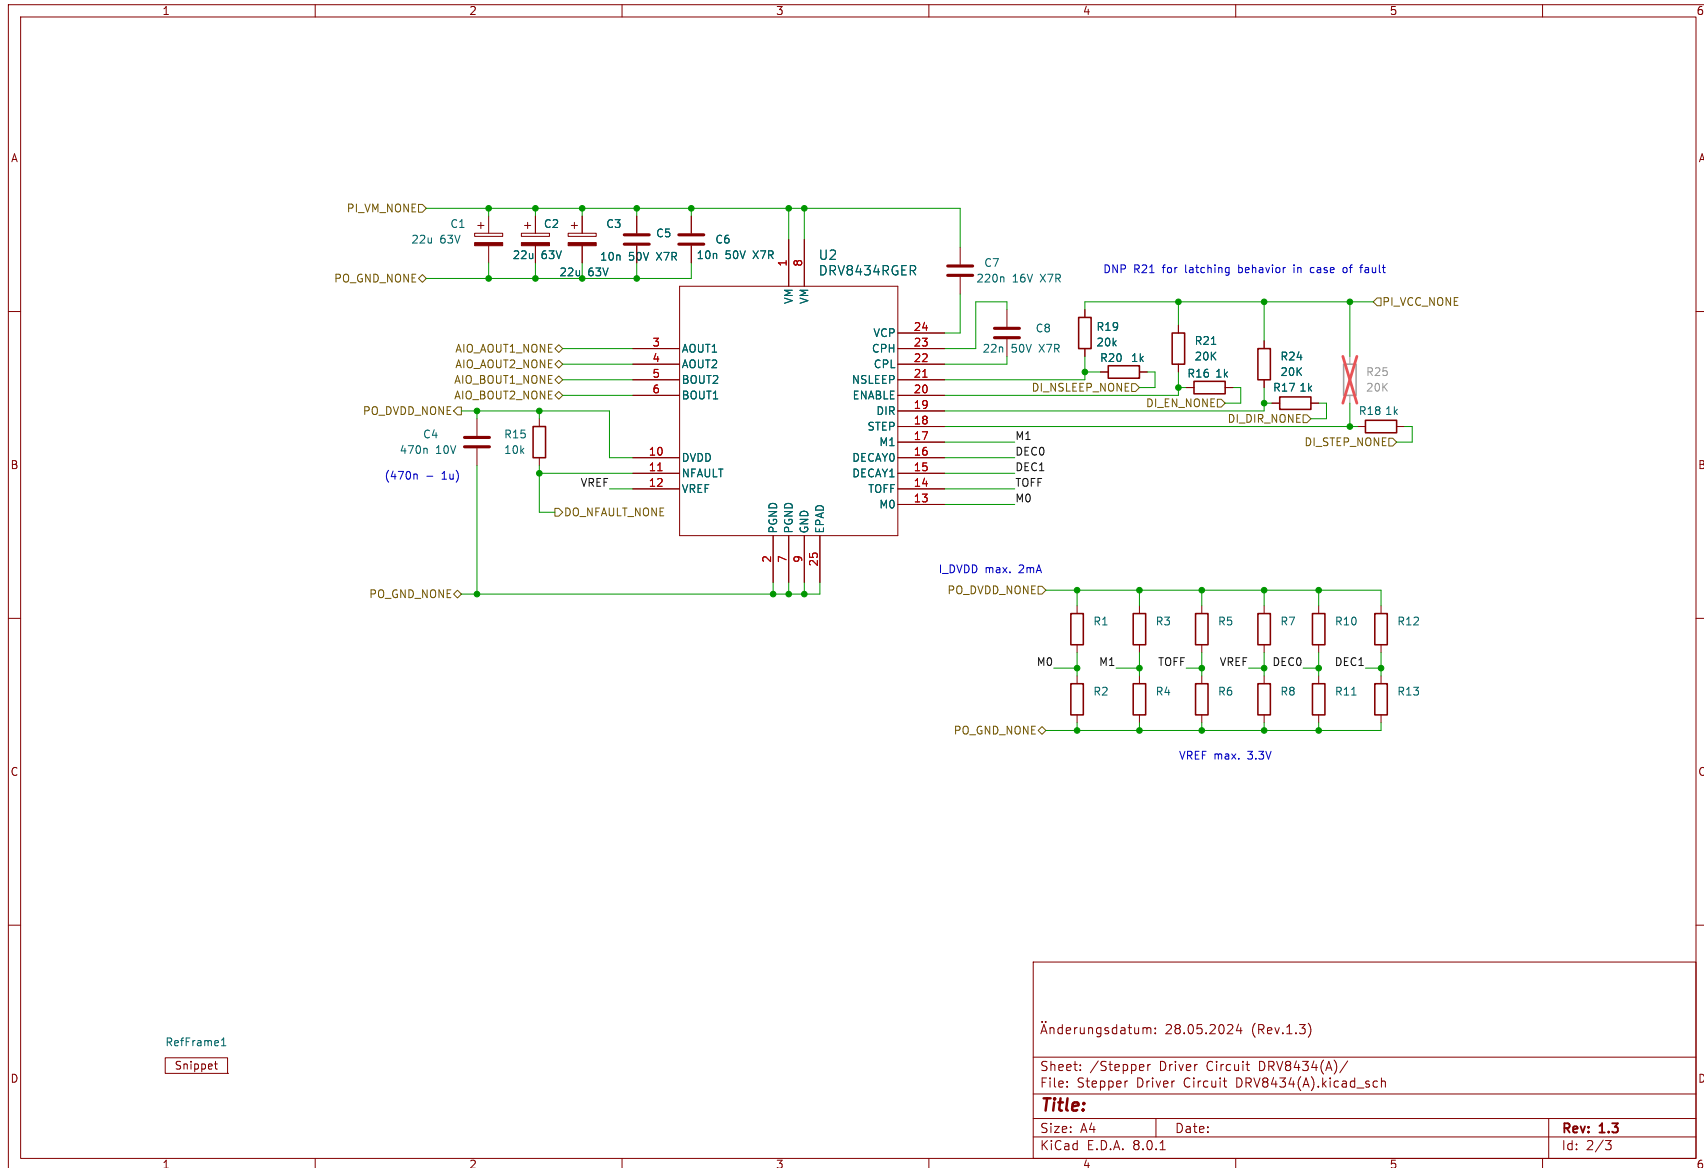 1 2 3 4 5 6
A A
PI_VM_NONE
C1
22u 63V
C2
22u 63V
C3
22u 63V
C5
10n 50V X7R
C6
10n 50V X7R
PO_GND_NONE
1 8
VM VM
U2
DRV8434RGER
C7
220n 16V X7R
DNP R21 for latching behavior in case of fault
PI_VCC_NONE
C8
22n 50V X7R
R19
20k
R20 1k
DI_NSLEEP_NONE
R21
20K
R16 1k
DI_EN_NONE
R24
20K
R17 1k
DI_DIR_NONE
R25
20K
R18 1k
DI_STEP_NONE
AIO_AOUT1_NONE 3 AOUT1
AIO_AOUT2_NONE 4 AOUT2
AIO_BOUT1_NONE 5 BOUT2
AIO_BOUT2_NONE 6 BOUT1
PO_DVDD_NONE
C4
470n 10V
(470n - 1u)
R15
10k
10 DVDD
11 NFAULT
VREF 12 VREF
DO_NFAULT_NONE
VCP 24
CPH 23
CPL 22
NSLEEP 21
ENABLE 20
DIR 19
STEP 18
M1 17 M1
DECAY0 16 DEC0
DECAY1 15 DEC1
TOFF 14 TOFF
M0 13 M0
PGND PGND GND EPAD
2 7 9 25
PO_GND_NONE
B B
I_DVDD max. 2mA
PO_DVDD_NONE
R1 R3 R5 R7 R10 R12
M0 M1 TOFF VREF DEC0 DEC1
R2 R4 R6 R8 R11 R13
PO_GND_NONE
VREF max. 3.3V
C C
RefFrame1
Snippet
D D
Änderungsdatum: 28.05.2024 (Rev.1.3)
Sheet: /Stepper Driver Circuit DRV8434(A)/
File: Stepper Driver Circuit DRV8434(A).kicad_sch
Title:
Size: A4 Date: Rev: 1.3
KiCad E.D.A. 8.0.1 Id: 2/3
1 2 3 4 5 6